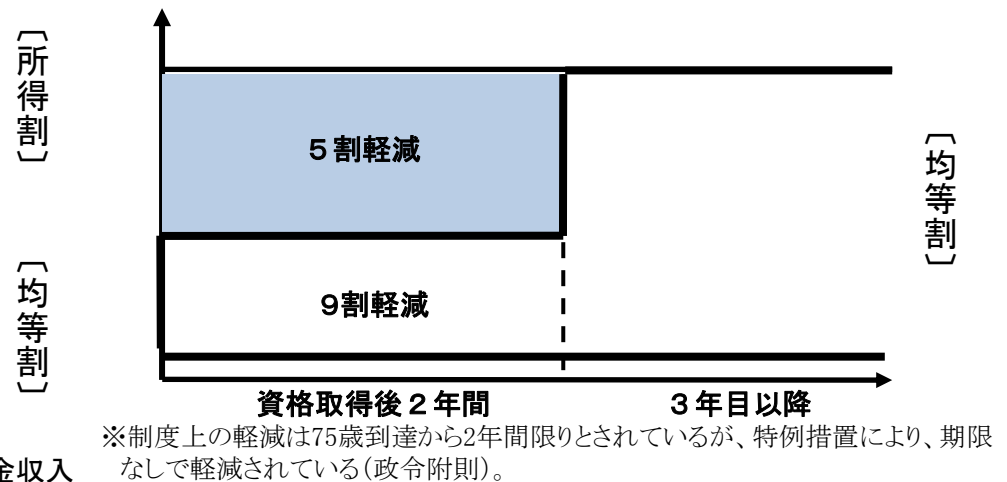 〔所得割〕
5割軽減
〔均等割〕
〔均等割〕
9割軽減
資格取得後2年間
3年目以降
※制度上の軽減は75歳到達から2年間限りとされているが、特例措置により、期限
金収入
なしで軽減されている(政令附則)。